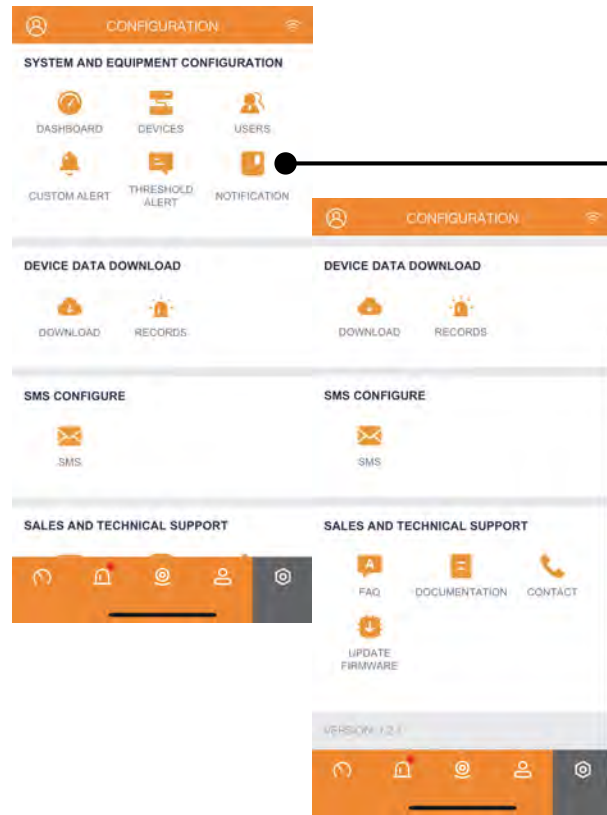 CONFIGURATION
SYSTEM AND EQUIPMENT CONFIGURATION
DASHBOARD DEVICES USERS
CUSTOM ALERT THRESHOLD ALERT NOTIFICATION
DEVICE DATA DOWNLOAD
DOWNLOAD RECORDS
SMS CONFIGURE
SMS
SALES AND TECHNICAL SUPPORT
CONFIGURATION
DEVICE DATA DOWNLOAD
DOWNLOAD RECORDS
SMS CONFIGURE
SMS
SALES AND TECHNICAL SUPPORT
A
FAQ DOCUMENTATION CONTACT
UPDATE
FIRMWARE
VERSION: 1.2.1